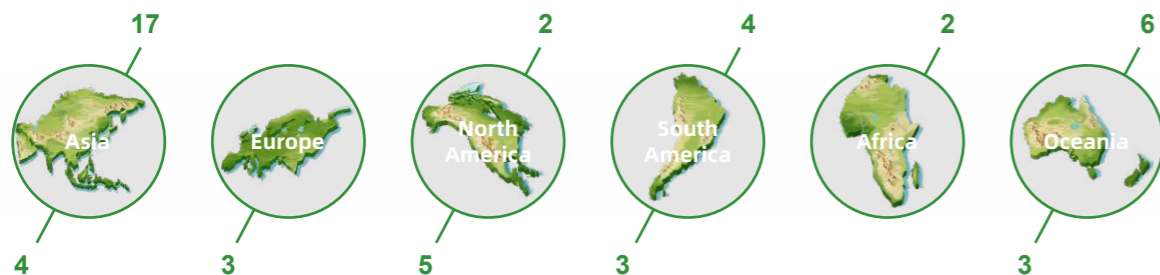 17
2
4
2
6
Asia
Europe
North
America
South
America
Africa
Oceania
4
3
5
3
3